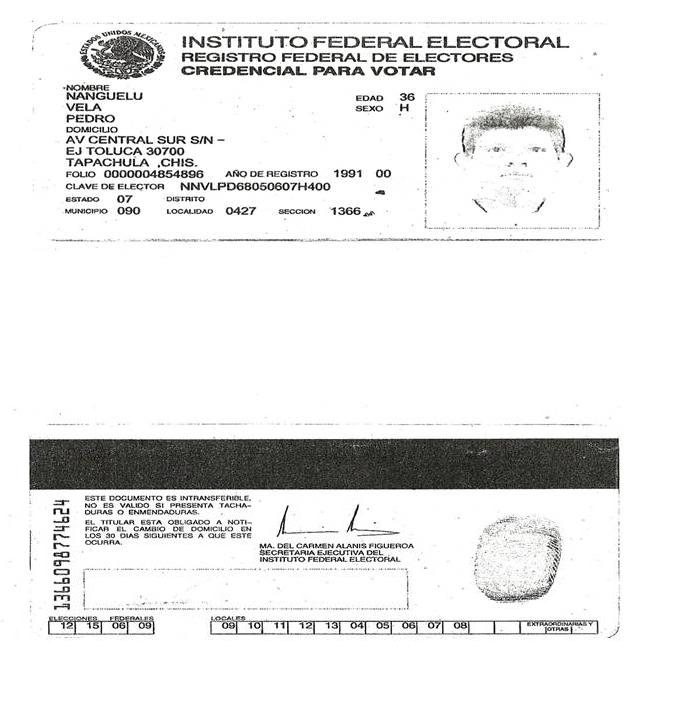 ESTADOS UNIDOS MEXICANOS
INSTITUTO FEDERAL ELECTORAL
REGISTRO FEDERAL DE ELECTORES
CREDENCIAL PARA VOTAR
NOMBRE
NANGUELU
VELA
PEDRO
EDAD 36
SEXO H
DOMICILIO
AV CENTRAL SUR S/N –
EJ TOLUCA 30700
TAPACHULA ,CHIS.
FOLIO 0000004854896 AÑO DE REGISTRO 1991 00
CLAVE DE ELECTOR NNVLPD68050607H400
ESTADO 07 DISTRITO
MUNICIPIO 090 LOCALIDAD 0427 SECCION 1366
ESTE DOCUMENTO ES INTRANSFERIBLE,
NO ES VALIDO SI PRESENTA TACHA-
DURAS O ENMENDADURAS.
EL TITULAR ESTA OBLIGADO A NOTI-
FICAR EL CAMBIO DE DOMICILIO EN
LOS 30 DIAS SIGUIENTES A QUE ESTE
OCURRA.
MA. DEL CARMEN ALANIS FIGUEROA
SECRETARIA EJECUTIVA DEL
INSTITUTO FEDERAL ELECTORAL
1366098774624
ELECCIONES FEDERALES
12 15 06 09
LOCALES
09 10 11 12 13 04 05 06 07 08
EXTRAORDINARIAS Y
OTRAS